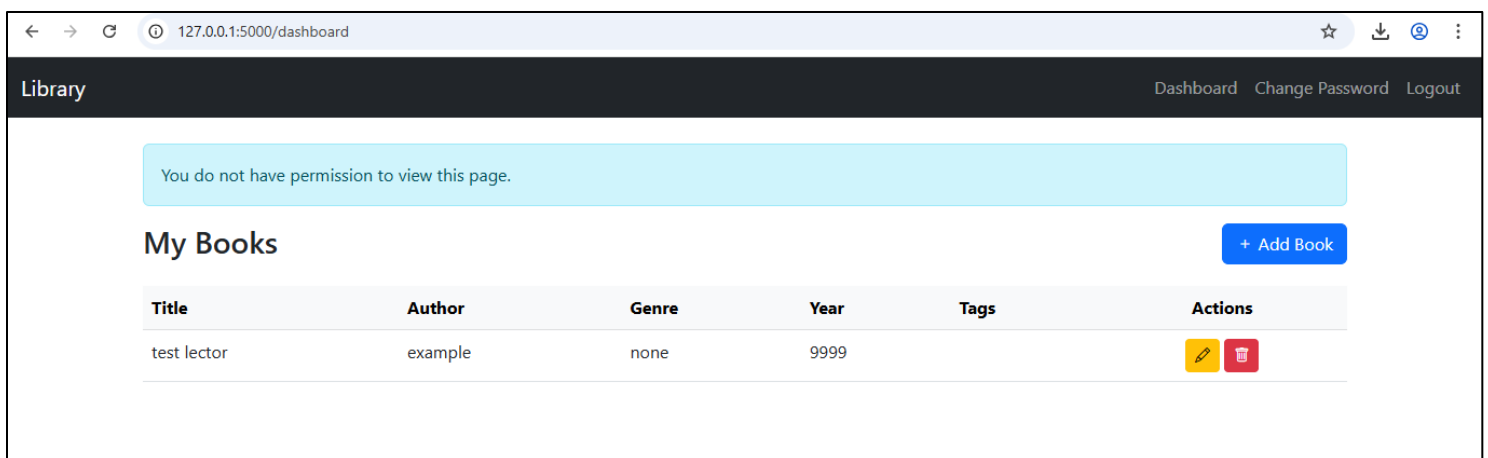 127.0.0.1:5000/dashboard
Library Dashboard Change Password Logout
You do not have permission to view this page.
My Books + Add Book
Title Author Genre Year Tags Actions
test lector example none 9999